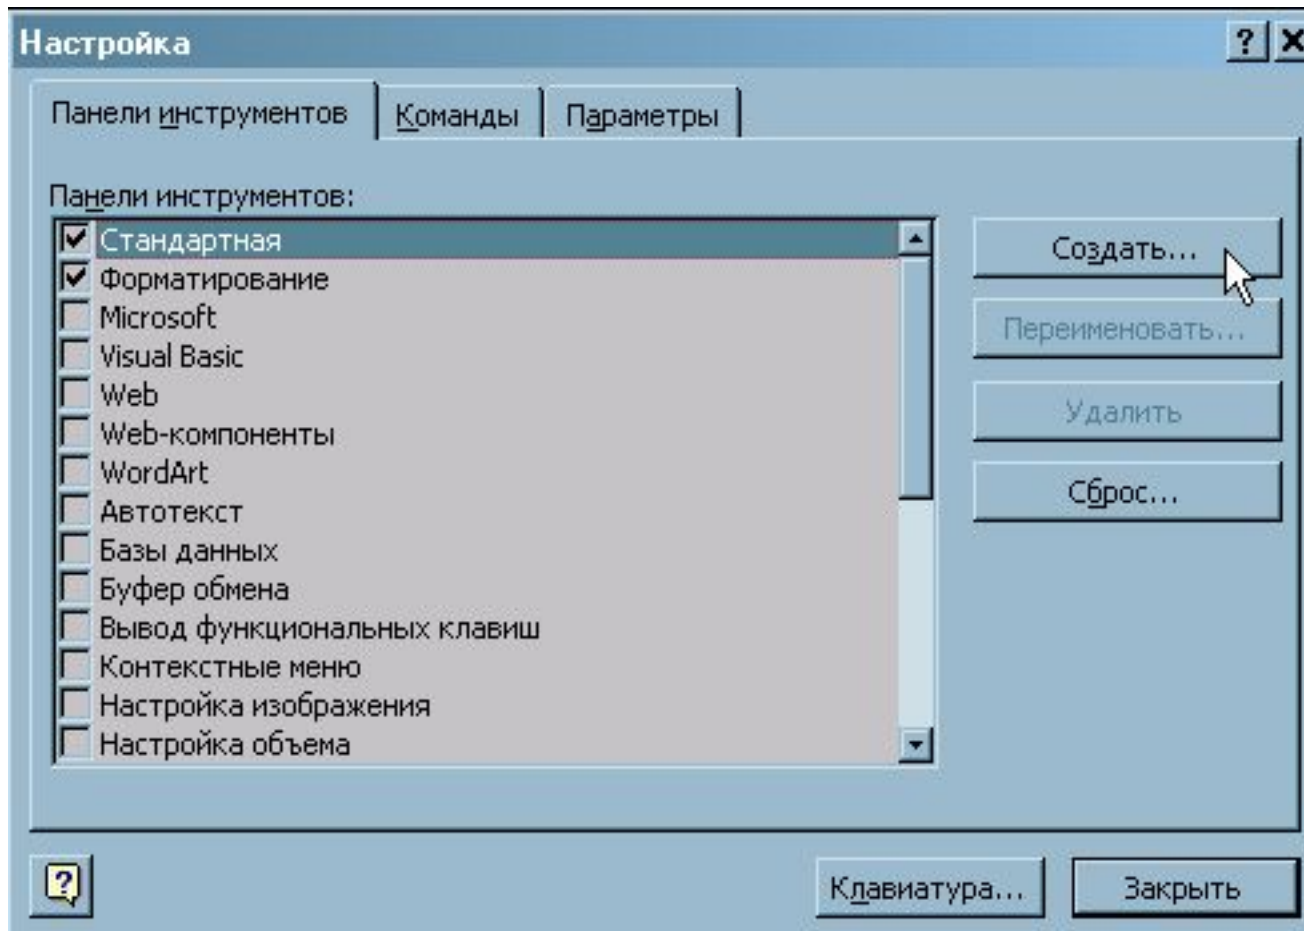 Настройка
Панели инструментов
Команды
Параметры
Панели инструментов:
Стандартная
Форматирование
Microsoft
Visual Basic
Web
Web-компоненты
WordArt
Автотекст
Базы данных
Буфер обмена
Вывод функциональных клавиш
Контекстные меню
Настройка изображения
Настройка объема
Создать...
Переименовать...
Удалить
Сброс...
Клавиатура...
Закрыть